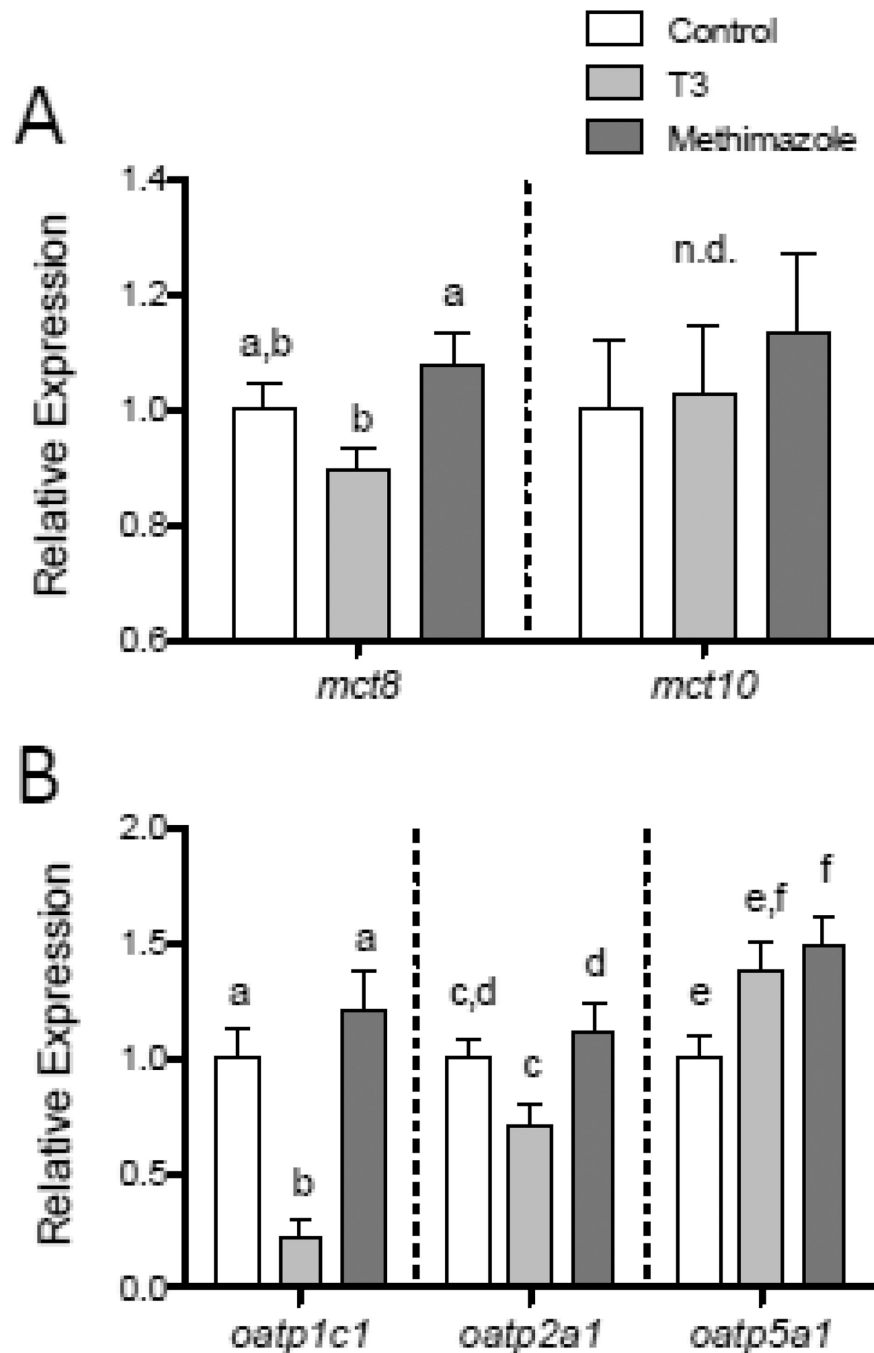 Control
T3
Methimazole
A
Relative Expression
1.4
1.2
1.0
0.8
0.6
a,b
b
a
n.d.
mct8
mct10
B
Relative Expression
2.0
1.5
1.0
0.5
0.0
a
b
a
c,d
c
d
e
e,f
f
oatp1c1
oatp2a1
oatp5a1